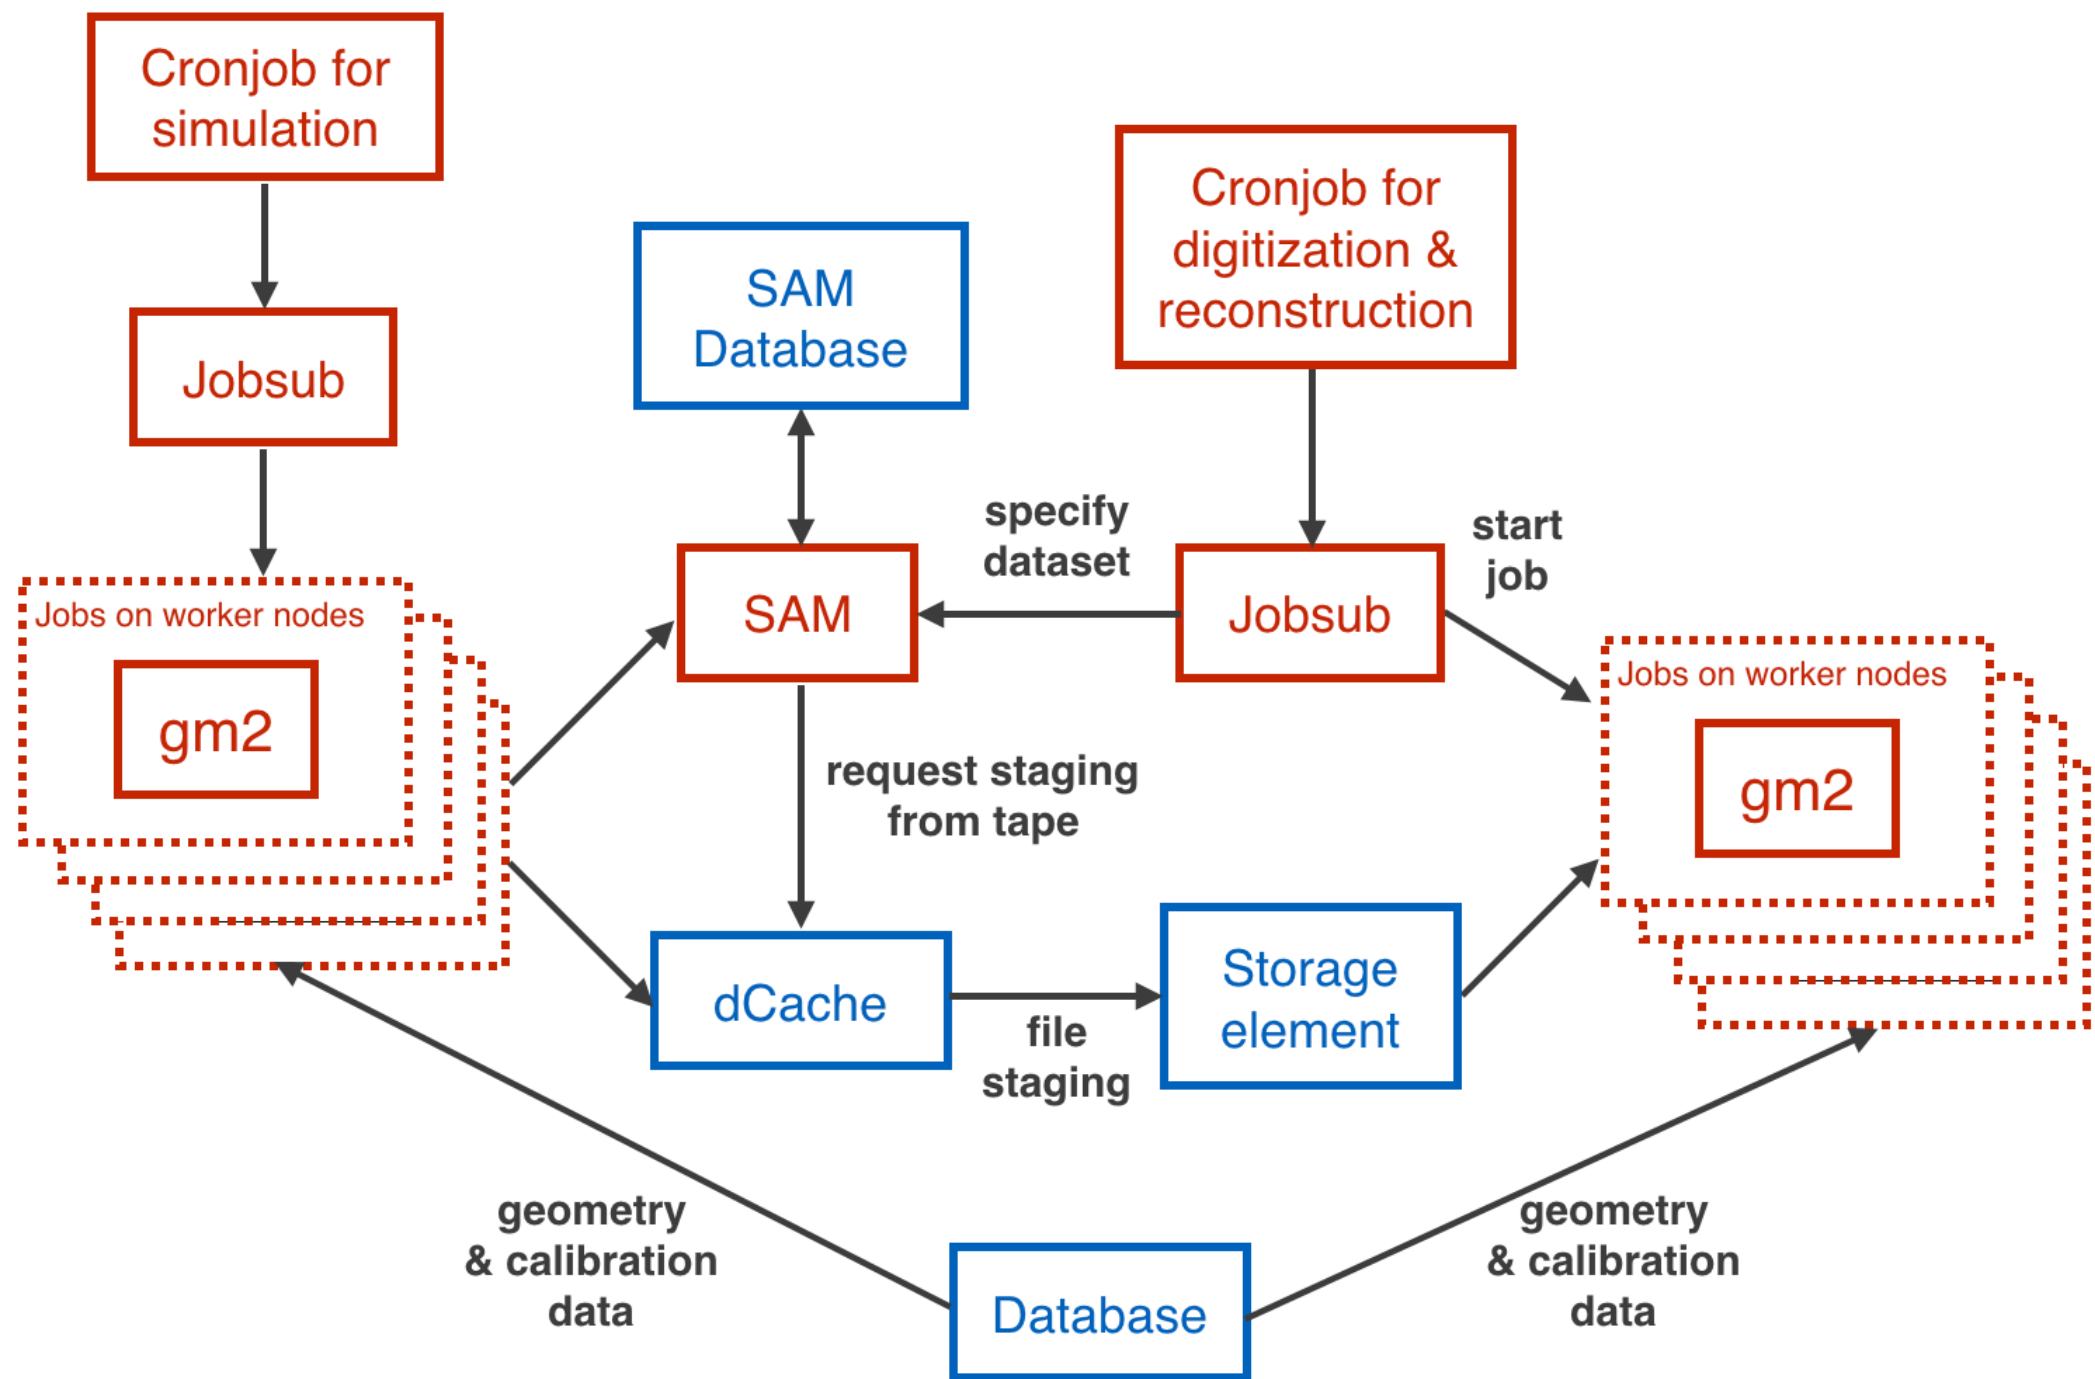 Cronjob for
simulation
Jobsub
Jobs on worker nodes
gm2
SAM
Database
SAM
request staging
from tape
dCache
file
staging
Storage
element
specify
dataset
Cronjob for
digitization &
reconstruction
Jobsub
start
job
Jobs on worker nodes
gm2
geometry
& calibration
data
Database
geometry
& calibration
data